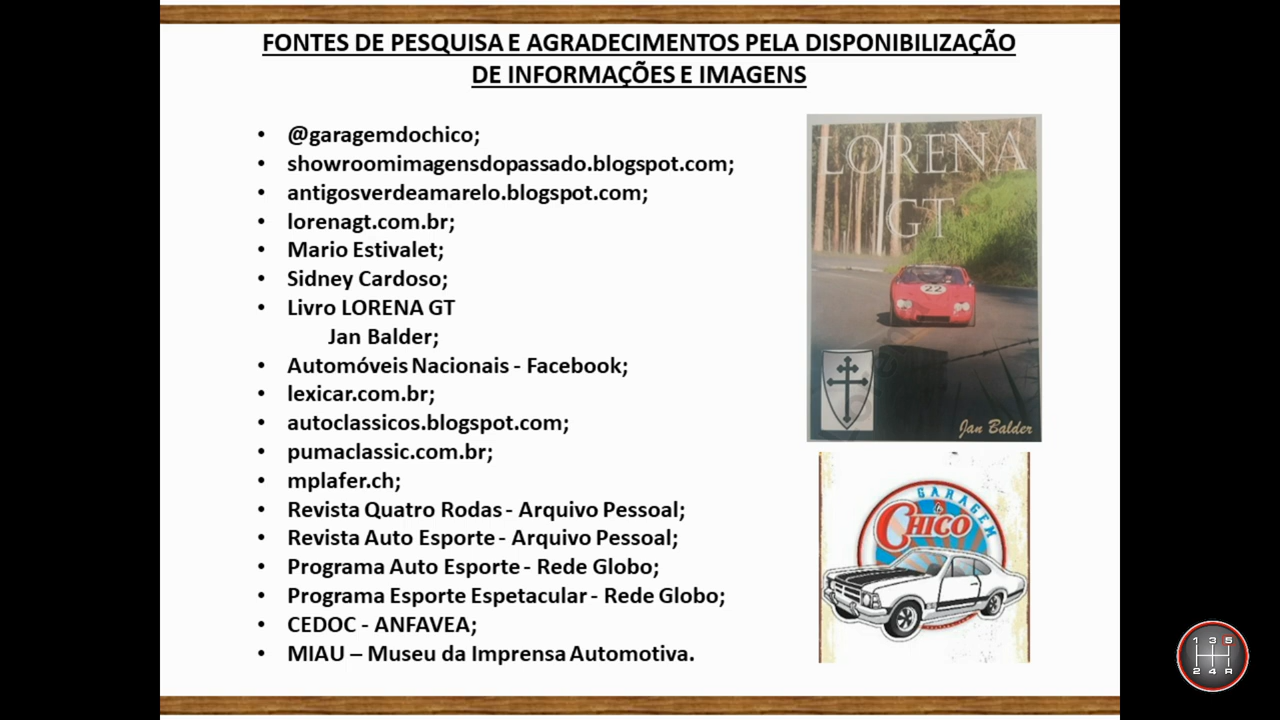 FONTES DE PESQUISA E AGRADECIMENTOS PELA DISPONIBILIZAÇÃO
DE INFORMAÇÕES E IMAGENS
• @garagemdochico;
• showroomimagensdopassado.blogspot.com;
• antigosverdeamarelo.blogspot.com;
• lorenagt.com.br;
• Mario Estivalet;
• Sidney Cardoso;
• Livro LORENA GT
Jan Balder;
• Automóveis Nacionais - Facebook;
• lexicar.com.br;
• autoclassicos.blogspot.com;
• pumaclassic.com.br;
• mplafer.ch;
• Revista Quatro Rodas - Arquivo Pessoal;
• Revista Auto Esporte - Arquivo Pessoal;
• Programa Auto Esporte - Rede Globo;
• Programa Esporte Espetacular - Rede Globo;
• CEDOC - ANFAVEA;
• MIAU – Museu da Imprensa Automotiva.
LORENA
GT
22
Jan Balder
GARAGEM
CHICO
1 3 5
2 4 R